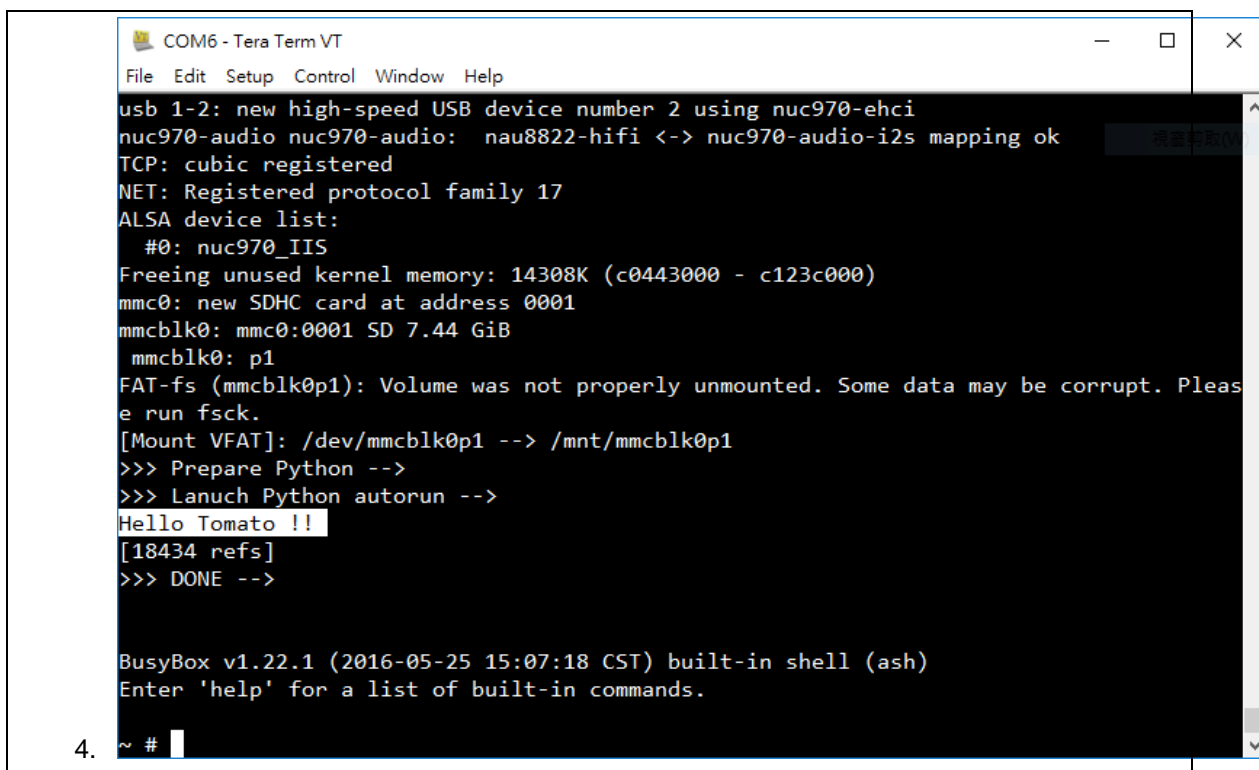 COM6 - Tera Term VT
File Edit Setup Control Window Help
usb 1-2: new high-speed USB device number 2 using nuc970-ehci
nuc970-audio nuc970-audio:  nau8822-hifi <-> nuc970-audio-i2s mapping ok
視窗剪取(W)
TCP: cubic registered
NET: Registered protocol family 17
ALSA device list:
  #0: nuc970_IIS
Freeing unused kernel memory: 14308K (c0443000 - c123c000)
mmc0: new SDHC card at address 0001
mmcblk0: mmc0:0001 SD 7.44 GiB
 mmcblk0: p1
FAT-fs (mmcblk0p1): Volume was not properly unmounted. Some data may be corrupt. Pleas
e run fsck.
[Mount VFAT]: /dev/mmcblk0p1 --> /mnt/mmcblk0p1
>>> Prepare Python -->
>>> Lanuch Python autorun -->
Hello Tomato !!
[18434 refs]
>>> DONE -->
BusyBox v1.22.1 (2016-05-25 15:07:18 CST) built-in shell (ash)
Enter 'help' for a list of built-in commands.
4. ~ #